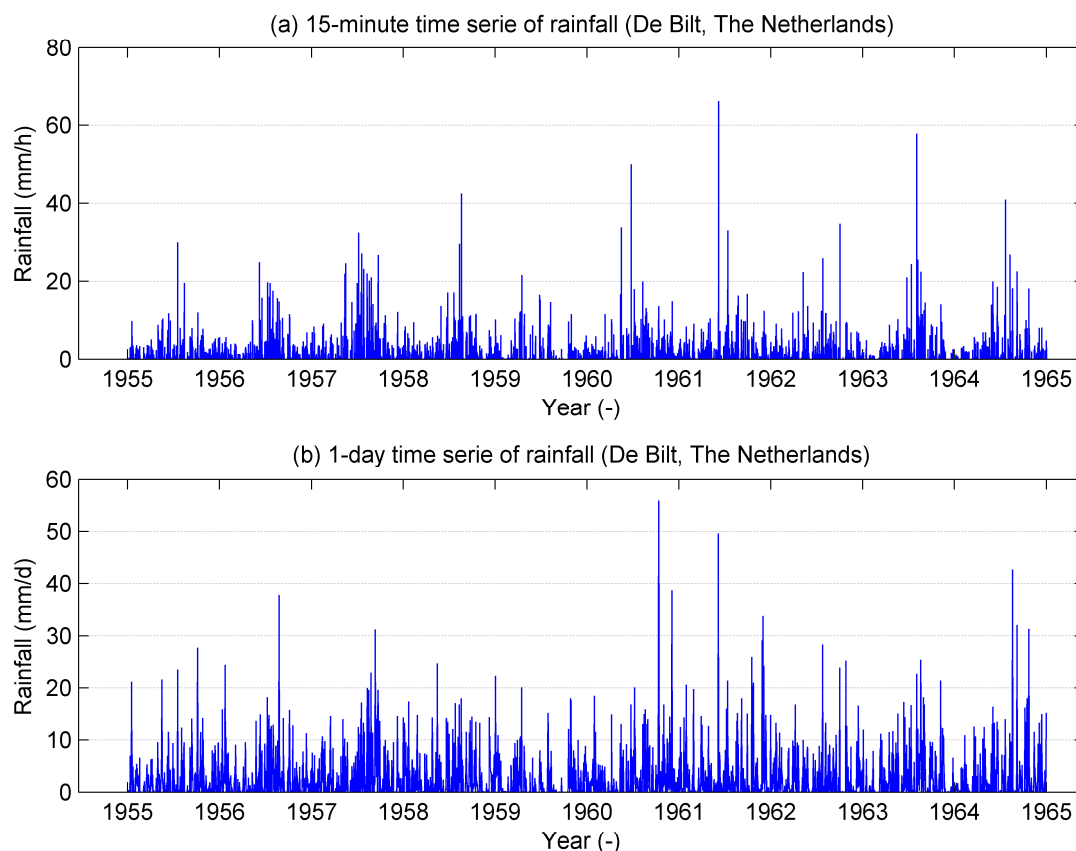 (a) 15-minute time serie of rainfall (De Bilt, The Netherlands)
80
60
40
20
0
Rainfall (mm/h)
1955 1956 1957 1958 1959 1960 1961 1962 1963 1964 1965
Year (-)
(b) 1-day time serie of rainfall (De Bilt, The Netherlands)
60
50
40
30
20
10
0
Rainfall (mm/d)
1955 1956 1957 1958 1959 1960 1961 1962 1963 1964 1965
Year (-)